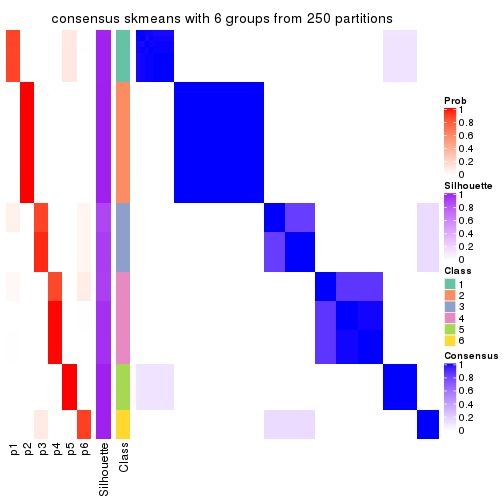 consensus skmeans with 6 groups from 250 partitions
Prob
1
0.8
0.6
0.4
0.2
0
Silhouette
1
0.8
0.6
0.4
0.2
0
Class
1
2
3
4
5
6
Consensus
1
0.8
0.6
0.4
0.2
0
p1
p2
p3
p4
p5
p6
Silhouette
Class